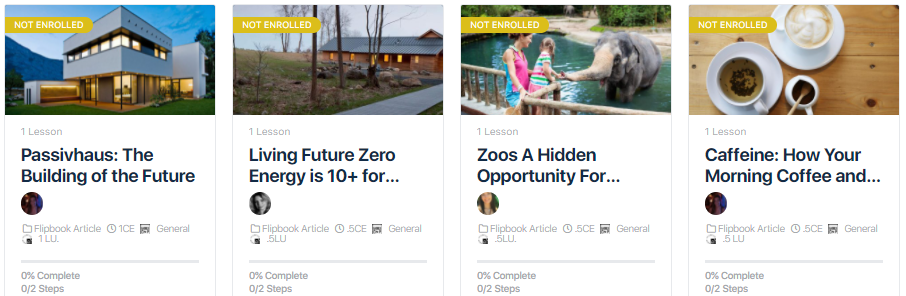 NOT ENROLLED
1 Lesson
Passivhaus: The
Building of the Future
Flipbook Article 1CE General
1 LU.
0% Complete
0/2 Steps
NOT ENROLLED
1 Lesson
Living Future Zero
Energy is 10+ for...
Flipbook Article .5CE General
.5LU
0% Complete
0/2 Steps
NOT ENROLLED
1 Lesson
Zoos A Hidden
Opportunity For...
Flipbook Article .5CE General
.5LU.
0% Complete
0/2 Steps
1 Lesson
Caffeine: How Your
Morning Coffee and...
Flipbook Article .5CE General
.5 LU
0% Complete
0/2 Steps